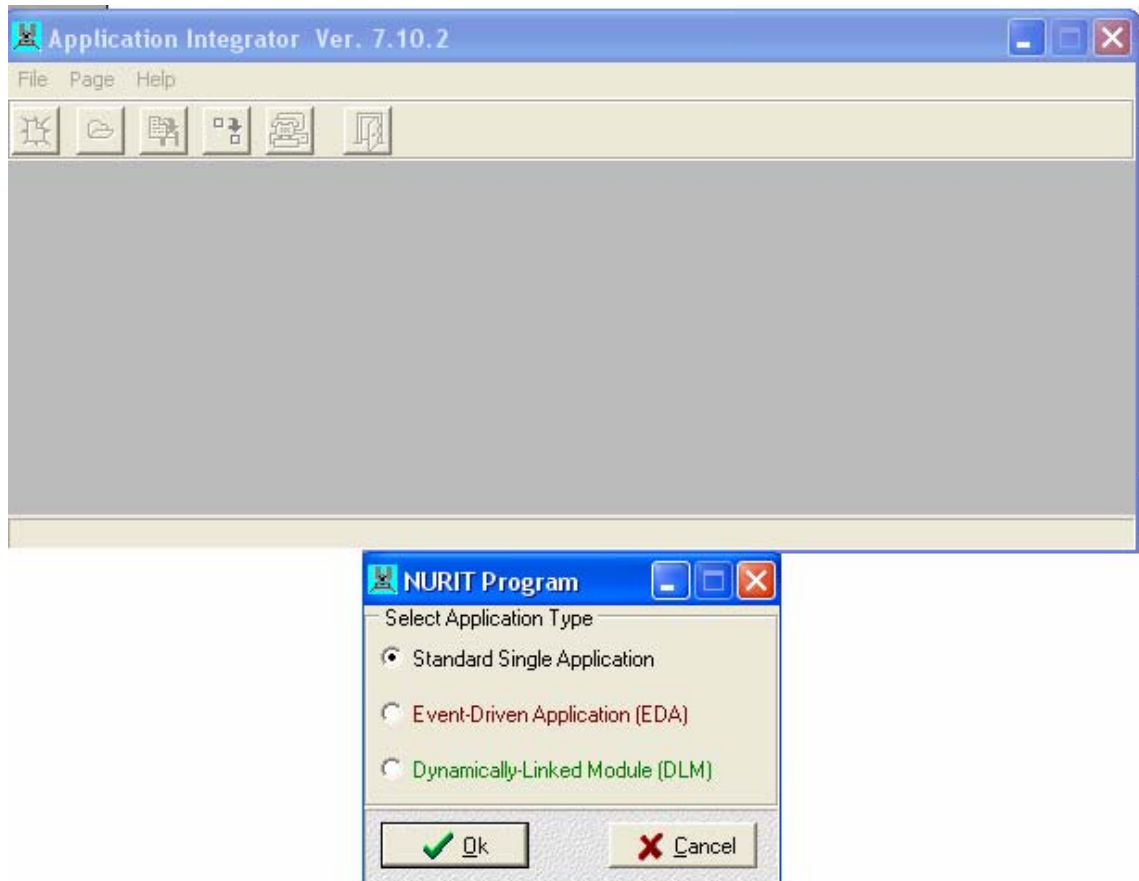 Application Integrator Ver. 7.10.2
File Page Help
NURIT Program
Select Application Type
Standard Single Application
Event-Driven Application (EDA)
Dynamically-Linked Module (DLM)
Ok Cancel